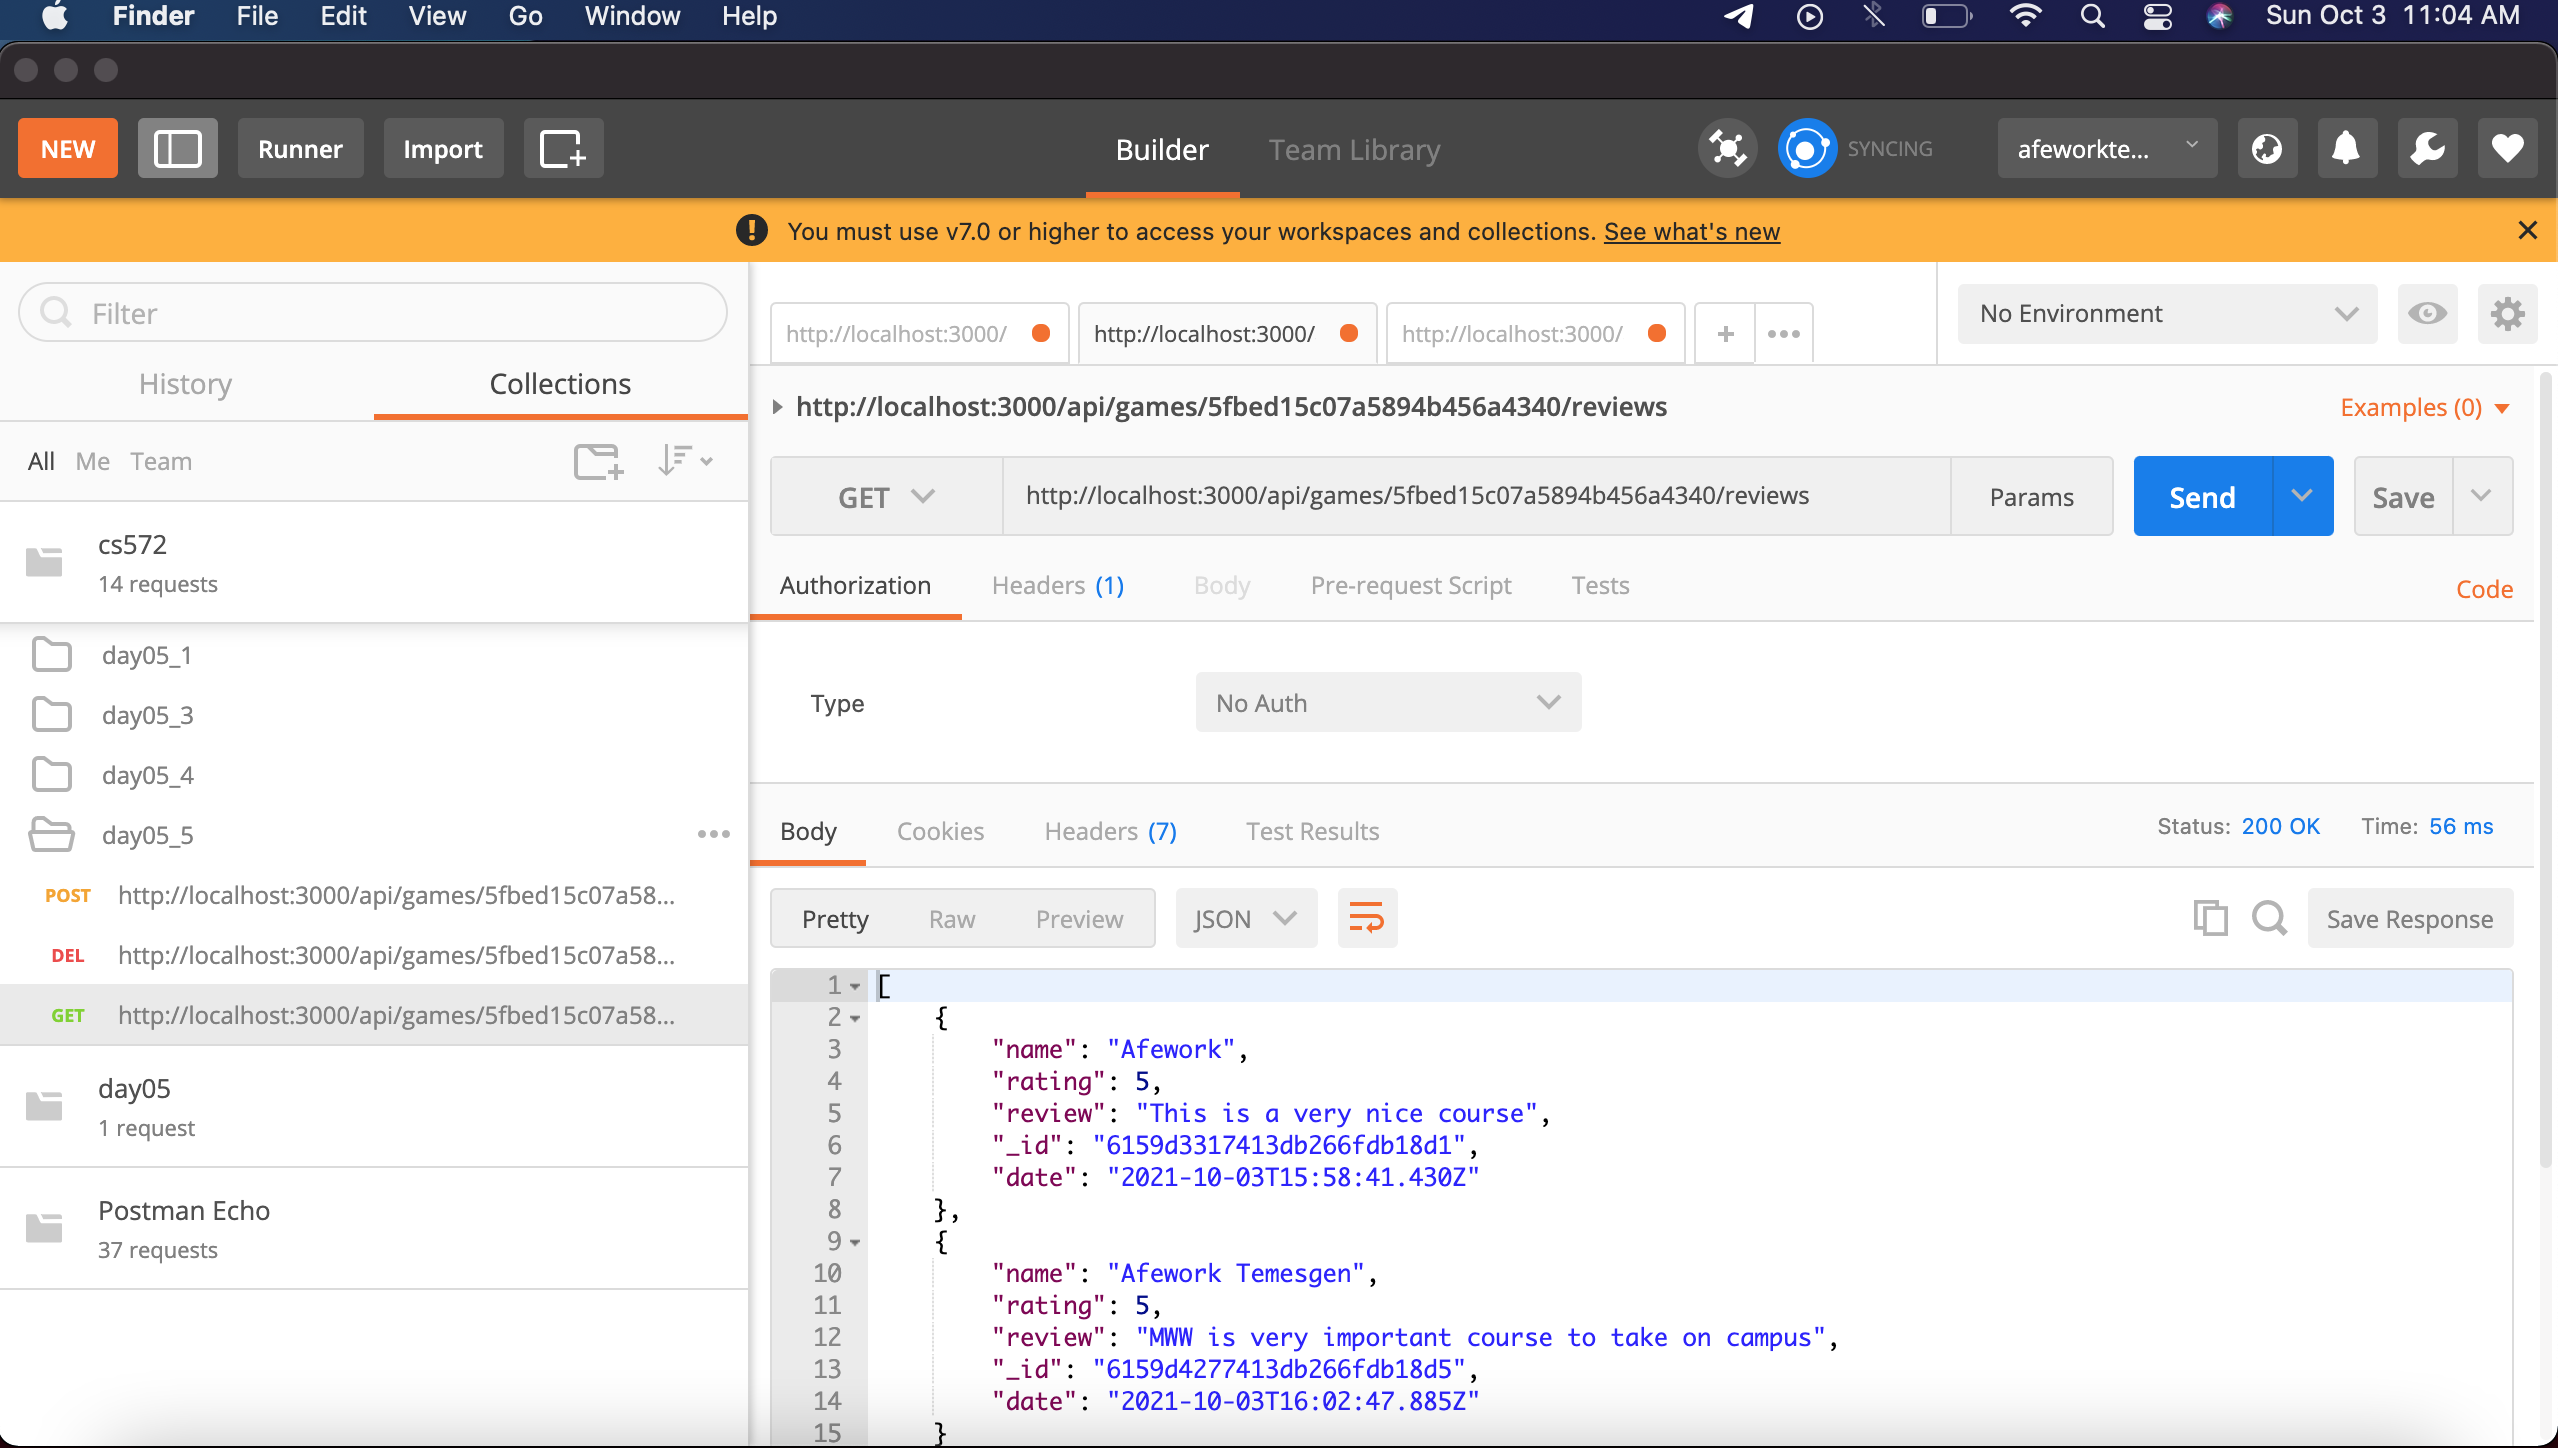 Finder File Edit View Go Window Help Sun Oct 3 11:04 AM
NEW Runner Import Builder Team Library SYNCING afeworkte...
You must use v7.0 or higher to access your workspaces and collections. See what's new
Filter
History Collections
All Me Team
cs572
14 requests
day05_1
day05_3
day05_4
day05_5
POST http://localhost:3000/api/games/5fbed15c07a58...
DEL http://localhost:3000/api/games/5fbed15c07a58...
GET http://localhost:3000/api/games/5fbed15c07a58...
day05
1 request
Postman Echo
37 requests
http://localhost:3000/ http://localhost:3000/ http://localhost:3000/ + No Environment
http://localhost:3000/api/games/5fbed15c07a5894b456a4340/reviews Examples (0)
GET http://localhost:3000/api/games/5fbed15c07a5894b456a4340/reviews Params Send Save
Authorization Headers (1) Body Pre-request Script Tests Code
Type No Auth
Body Cookies Headers (7) Test Results Status: 200 OK Time: 56 ms
Pretty Raw Preview JSON Save Response
1 [
2 {
3 "name": "Afework",
4 "rating": 5,
5 "review": "This is a very nice course",
6 "_id": "6159d3317413db266fdb18d1",
7 "date": "2021-10-03T15:58:41.430Z"
8 },
9 {
10 "name": "Afework Temesgen",
11 "rating": 5,
12 "review": "MWW is very important course to take on campus",
13 "_id": "6159d4277413db266fdb18d5",
14 "date": "2021-10-03T16:02:47.885Z"
15 }